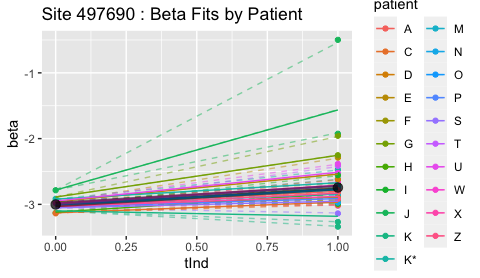 Site 497690 : Beta Fits by Patient
beta
-1
-2
-3
0.00 0.25 0.50 0.75 1.00
tInd
patient
A
C
D
E
F
G
H
I
J
K
K*
M
N
O
P
S
T
U
W
X
Z